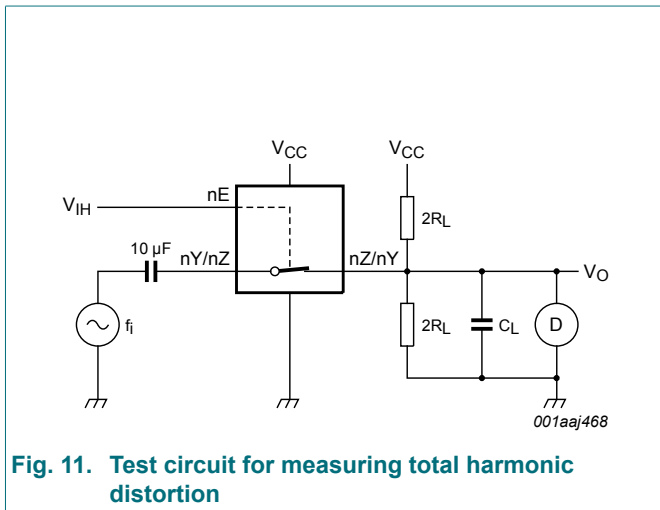 VCC
VCC
nE
VIH
2RL
10 µF
nY/nZ
nZ/nY
VO
fi
2RL
CL
D
001aaj468
Fig. 11. Test circuit for measuring total harmonic
distortion